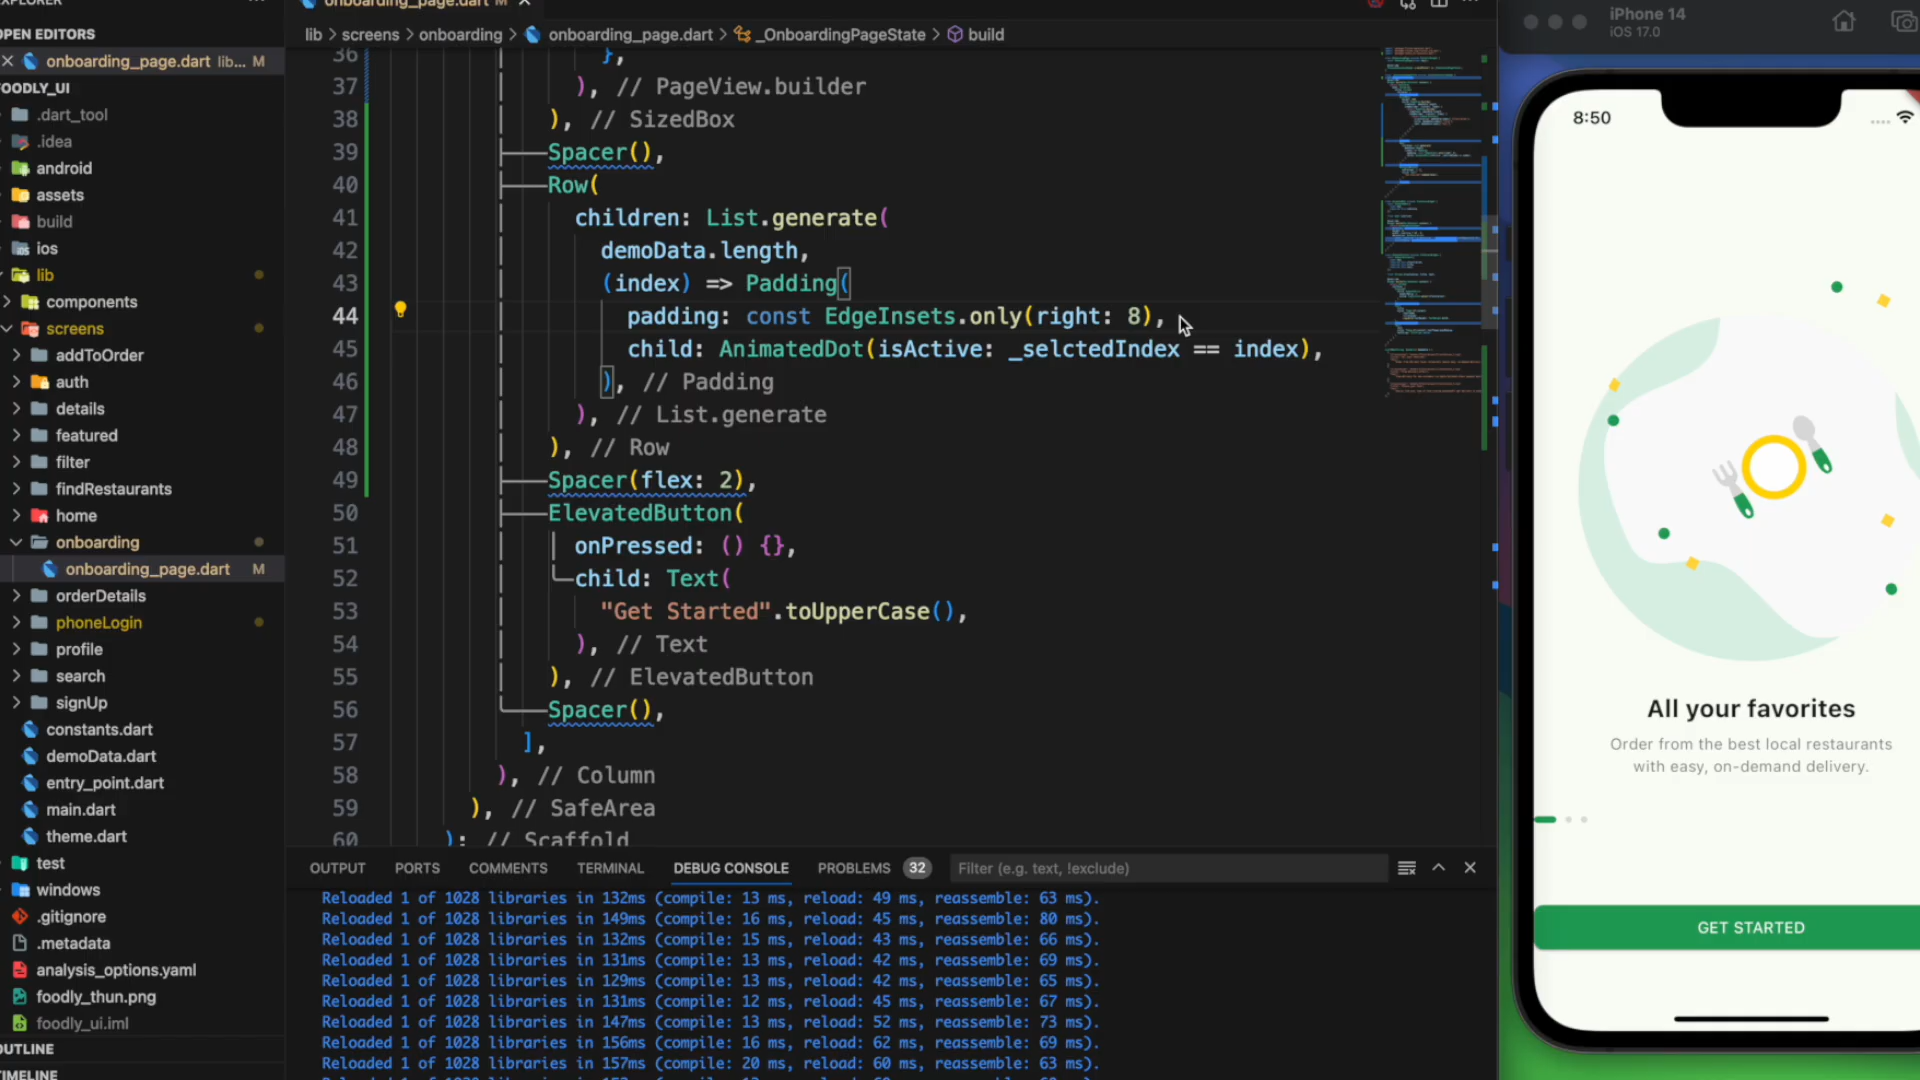 EXPLORER
onboarding_page.dart M
OPEN EDITORS
onboarding_page.dart lib... M
FOODLY_UI
.dart_tool
.idea
android
assets
build
ios
lib
components
screens
addToOrder
auth
details
featured
filter
findRestaurants
home
onboarding
onboarding_page.dart M
orderDetails
phoneLogin
profile
search
signUp
constants.dart
demoData.dart
entry_point.dart
main.dart
theme.dart
test
windows
.gitignore
.metadata
analysis_options.yaml
foodly_thun.png
foodly_ui.iml
OUTLINE
TIMELINE
lib > screens > onboarding > onboarding_page.dart > _OnboardingPageState > build
36 },
37 ), // PageView.builder
38 ), // SizedBox
39 Spacer(),
40 Row(
41 children: List.generate(
42 demoData.length,
43 (index) => Padding(
44 padding: const EdgeInsets.only(right: 8),
45 child: AnimatedDot(isActive: _selctedIndex == index),
46 ), // Padding
47 ), // List.generate
48 ), // Row
49 Spacer(flex: 2),
50 ElevatedButton(
51 onPressed: () {},
52 child: Text(
53 "Get Started".toUpperCase(),
54 ), // Text
55 ), // ElevatedButton
56 Spacer(),
57 ],
58 ), // Column
59 ), // SafeArea
60 ); // Scaffold
OUTPUT PORTS COMMENTS TERMINAL DEBUG CONSOLE PROBLEMS 32 Filter (e.g. text, !exclude)
Reloaded 1 of 1028 libraries in 132ms (compile: 13 ms, reload: 49 ms, reassemble: 63 ms).
Reloaded 1 of 1028 libraries in 149ms (compile: 16 ms, reload: 45 ms, reassemble: 80 ms).
Reloaded 1 of 1028 libraries in 132ms (compile: 15 ms, reload: 43 ms, reassemble: 66 ms).
Reloaded 1 of 1028 libraries in 131ms (compile: 13 ms, reload: 42 ms, reassemble: 69 ms).
Reloaded 1 of 1028 libraries in 129ms (compile: 13 ms, reload: 42 ms, reassemble: 65 ms).
Reloaded 1 of 1028 libraries in 131ms (compile: 12 ms, reload: 45 ms, reassemble: 67 ms).
Reloaded 1 of 1028 libraries in 147ms (compile: 13 ms, reload: 52 ms, reassemble: 73 ms).
Reloaded 1 of 1028 libraries in 156ms (compile: 16 ms, reload: 62 ms, reassemble: 69 ms).
Reloaded 1 of 1028 libraries in 157ms (compile: 20 ms, reload: 60 ms, reassemble: 63 ms).
iPhone 14
iOS 17.0
8:50
All your favorites
Order from the best local restaurants
with easy, on-demand delivery.
GET STARTED